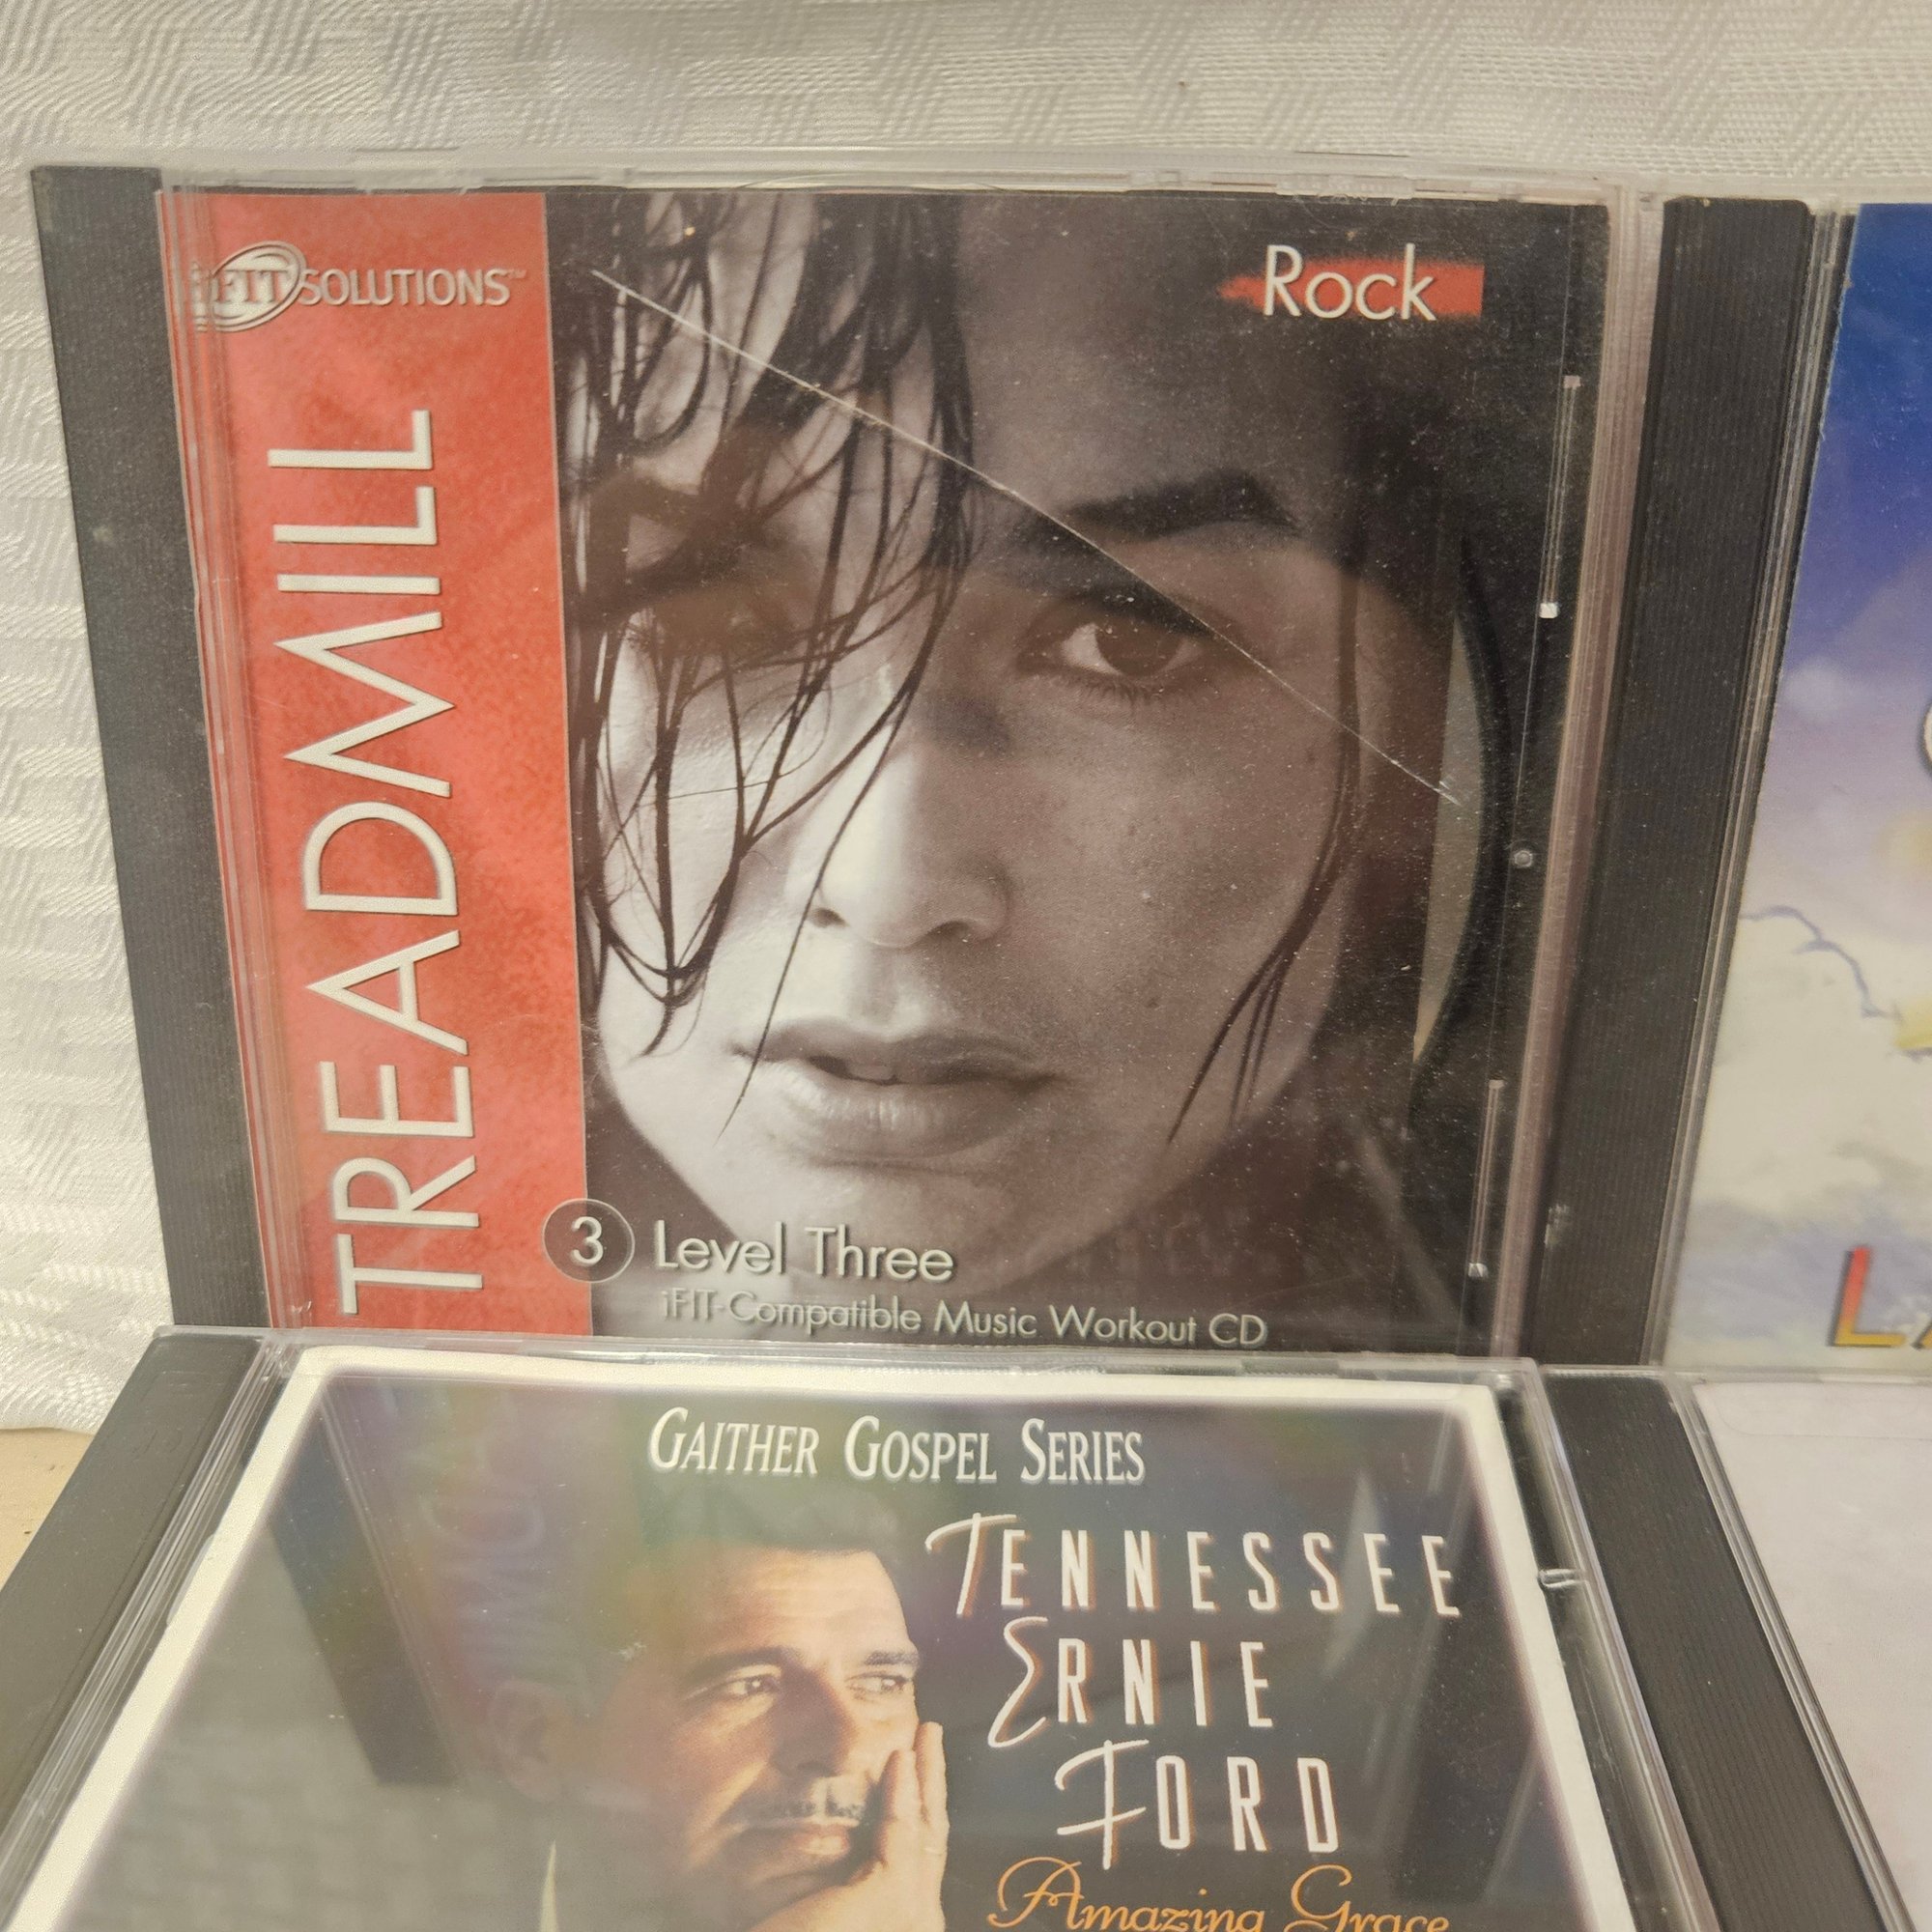 iFIT SOLUTIONS™
Rock
TREADMILL
3 Level Three
iFIT-Compatible Music Workout CD
GAITHER GOSPEL SERIES
TENNESSEE
ERNIE
FORD
Amazing Grace